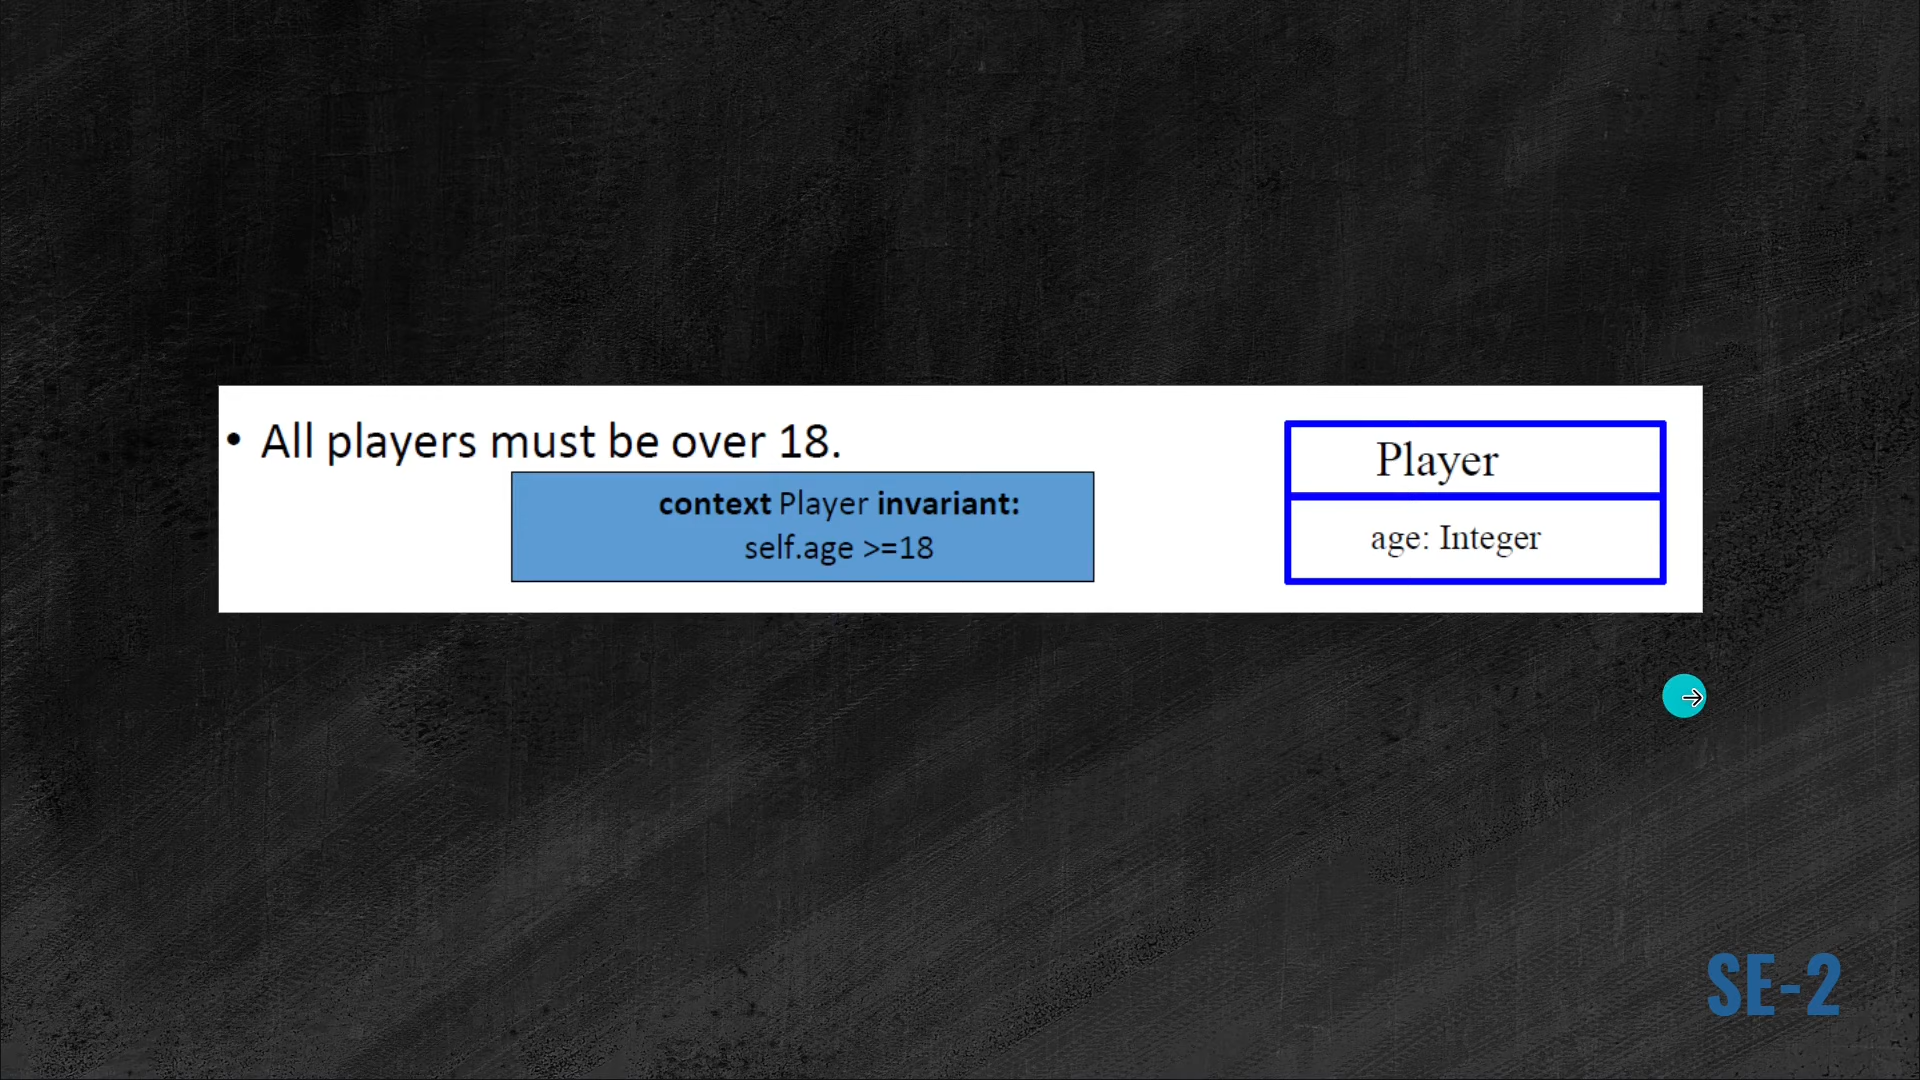 • All players must be over 18.
context Player invariant:
self.age >=18
Player
age: Integer
SE-2